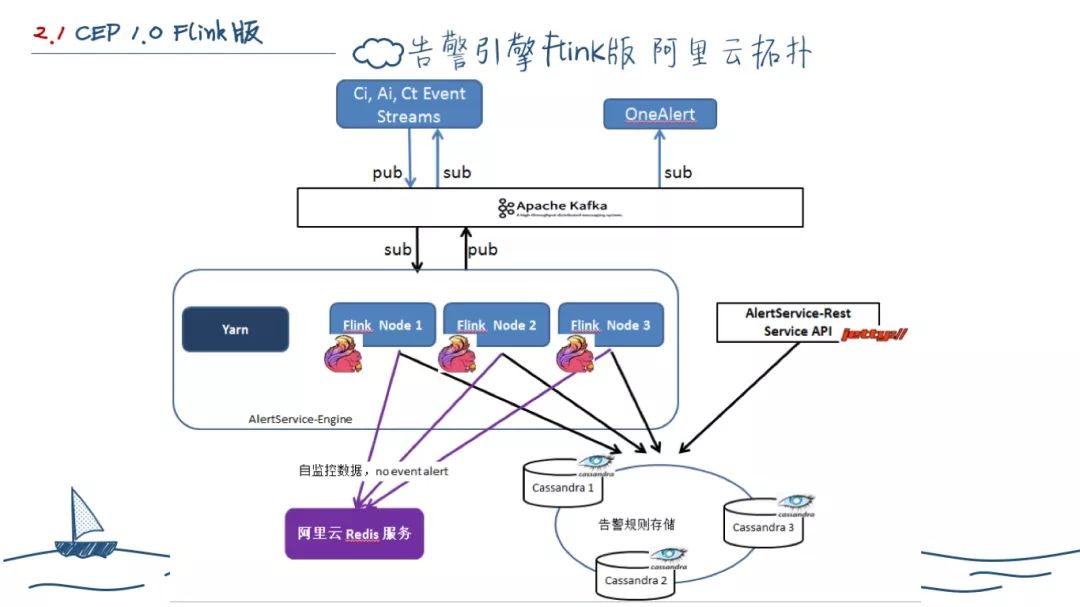 2.1 CEP 1.0 Flink版
告警引擎Flink版 阿里云拓扑
Ci, Ai, Ct Event
Streams
OneAlert
pub
sub
sub
Apache Kafka
A high-throughput distributed messaging system.
sub
pub
Yarn
Flink Node 1
Flink Node 2
Flink Node 3
AlertService-Rest
Service API
jetty://
AlertService-Engine
自监控数据，no event alert
阿里云 Redis 服务
cassandra
Cassandra 1
告警规则存储
cassandra
Cassandra 3
cassandra
Cassandra 2